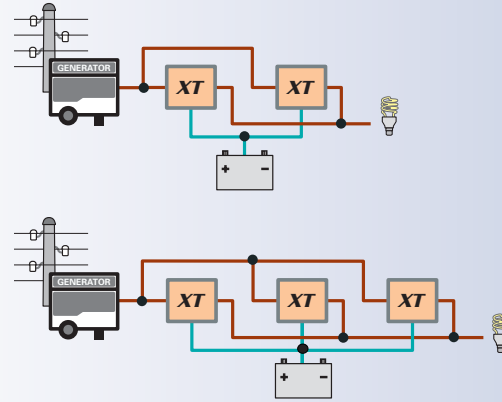 GENERATOR
XT XT
+ −
GENERATOR
XT XT XT
+ −